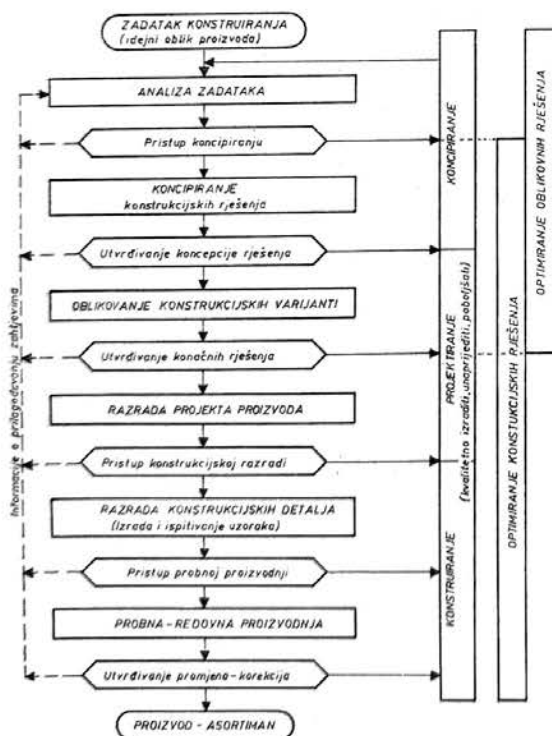 ZADATAK KONSTRUIRANJA
(idejni oblik proizvoda)
ANALIZA ZADATAKA
Pristup koncipiranju
KONCIPIRANJE
konstrukcijskih rješenja
Utvrđivanje koncepcije rješenja
OBLIKOVANJE KONSTRUKCIJSKIH VARIJANTI
Utvrđivanje konačnih rješenja
RAZRADA PROJEKTA PROIZVODA
Pristup konstrukcijskoj razradi
RAZRADA KONSTRUKCIJSKIH DETALJA
(Izrada i ispitivanje uzoraka)
Pristup probnoj proizvodnji
PROBNA-REDOVNA PROIZVODNJA
Utvrđivanje promjena-korekcija
PROIZVOD - ASORTIMAN
Informacije o prilagođavanju zahtjevima
KONCIPIRANJE
PROJEKTIRANJE
(kvalitetno izraditi, unaprijediti, poboljšati)
KONSTRUIRANJE
OPTIMIRANJE KONSTUKCIJSKIH RJEŠENJA
OPTIMIRANJE OBLIKOVNIH RJEŠENJA